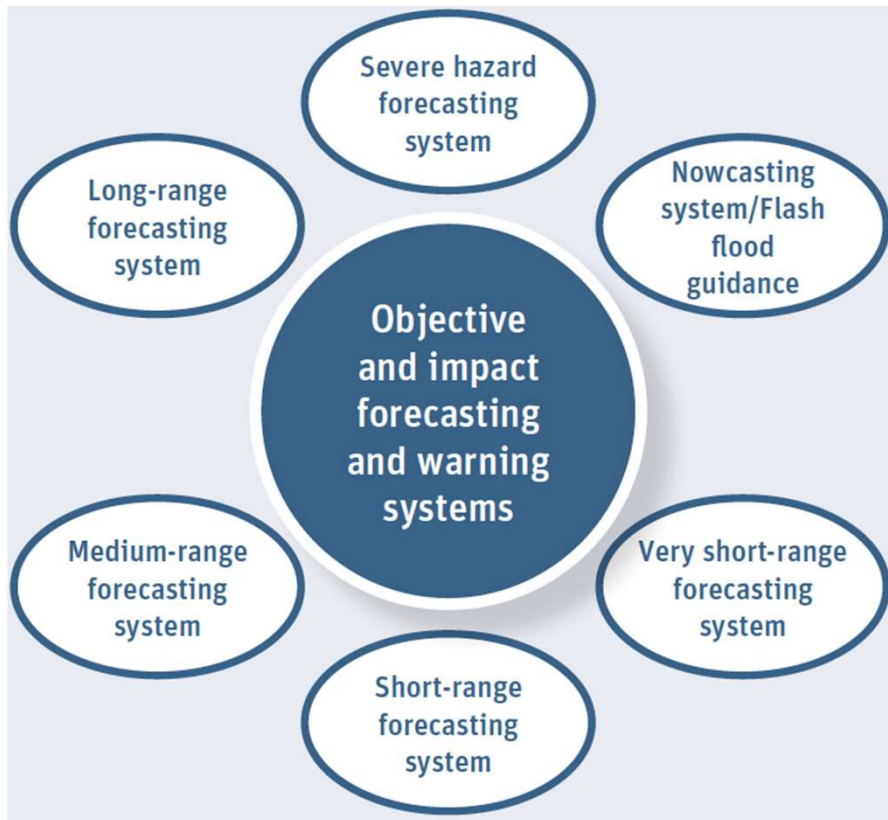 Severe hazard
forecasting
system
Nowcasting
system/Flash
flood
guidance
Long-range
forecasting
system
Objective
and impact
forecasting
and warning
systems
Medium-range
forecasting
system
Very short-range
forecasting
system
Short-range
forecasting
system